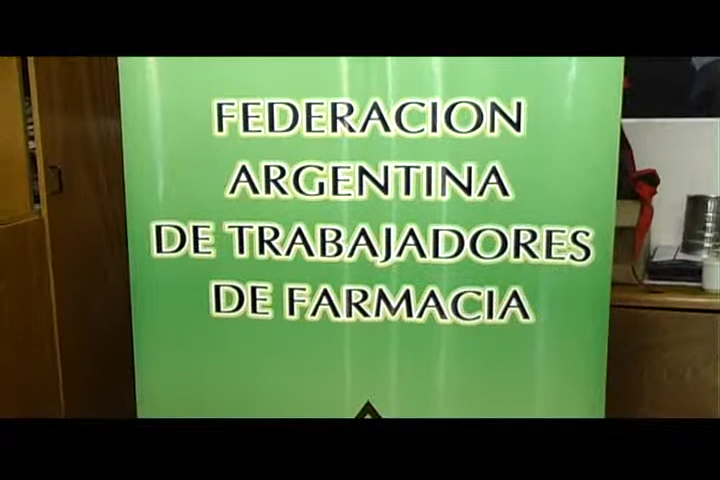 FEDERACION
ARGENTINA
DE TRABAJADORES
DE FARMACIA